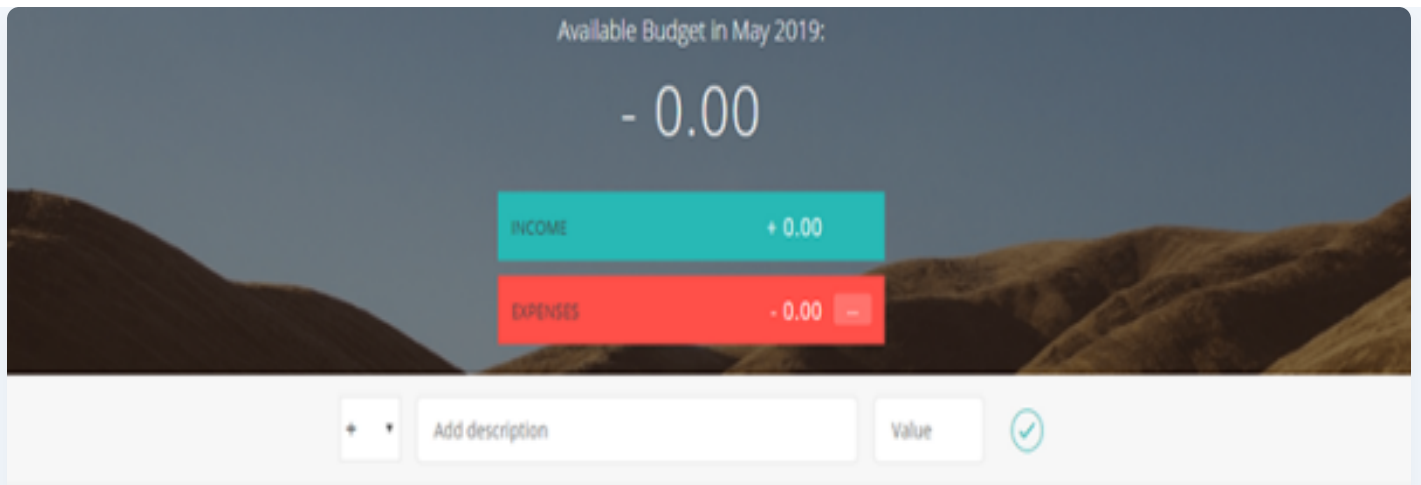 Available Budget in May 2019:
- 0.00
INCOME + 0.00
EXPENSES - 0.00 --
+ Add description Value